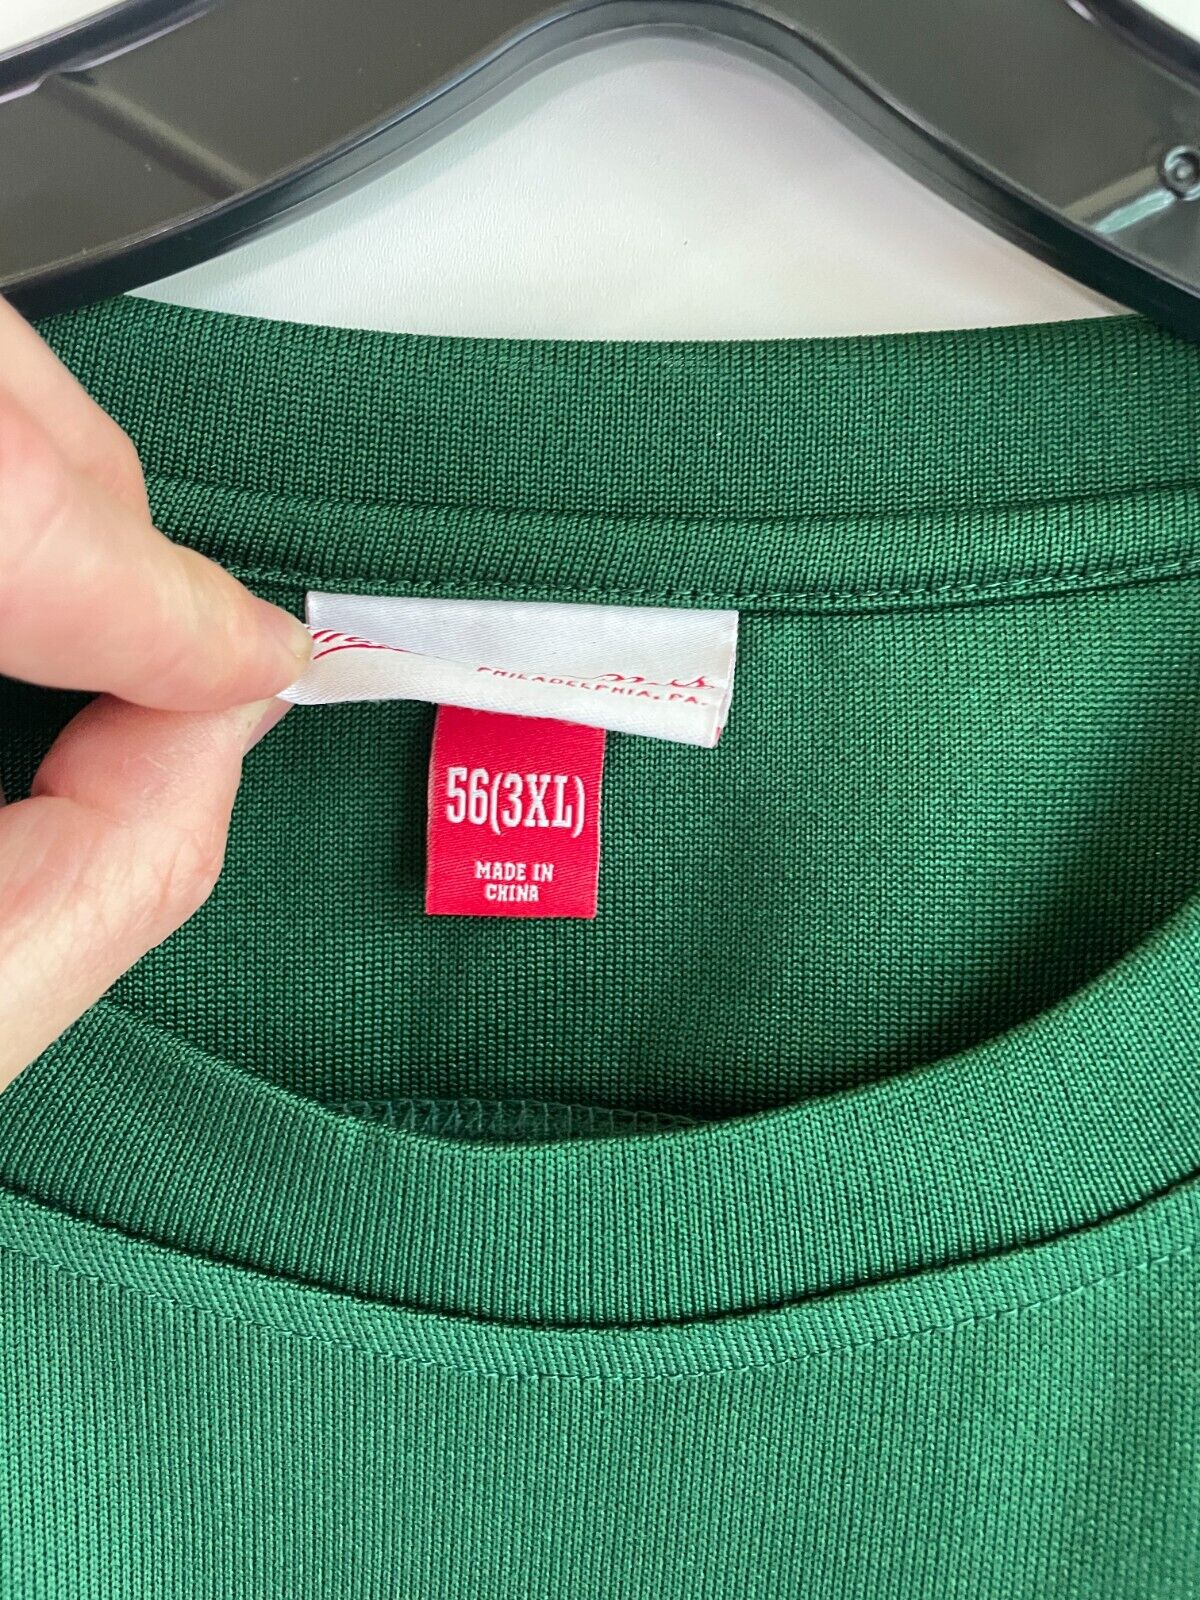 PHILADELPHIA, PA.
56(3XL)
MADE IN
CHINA